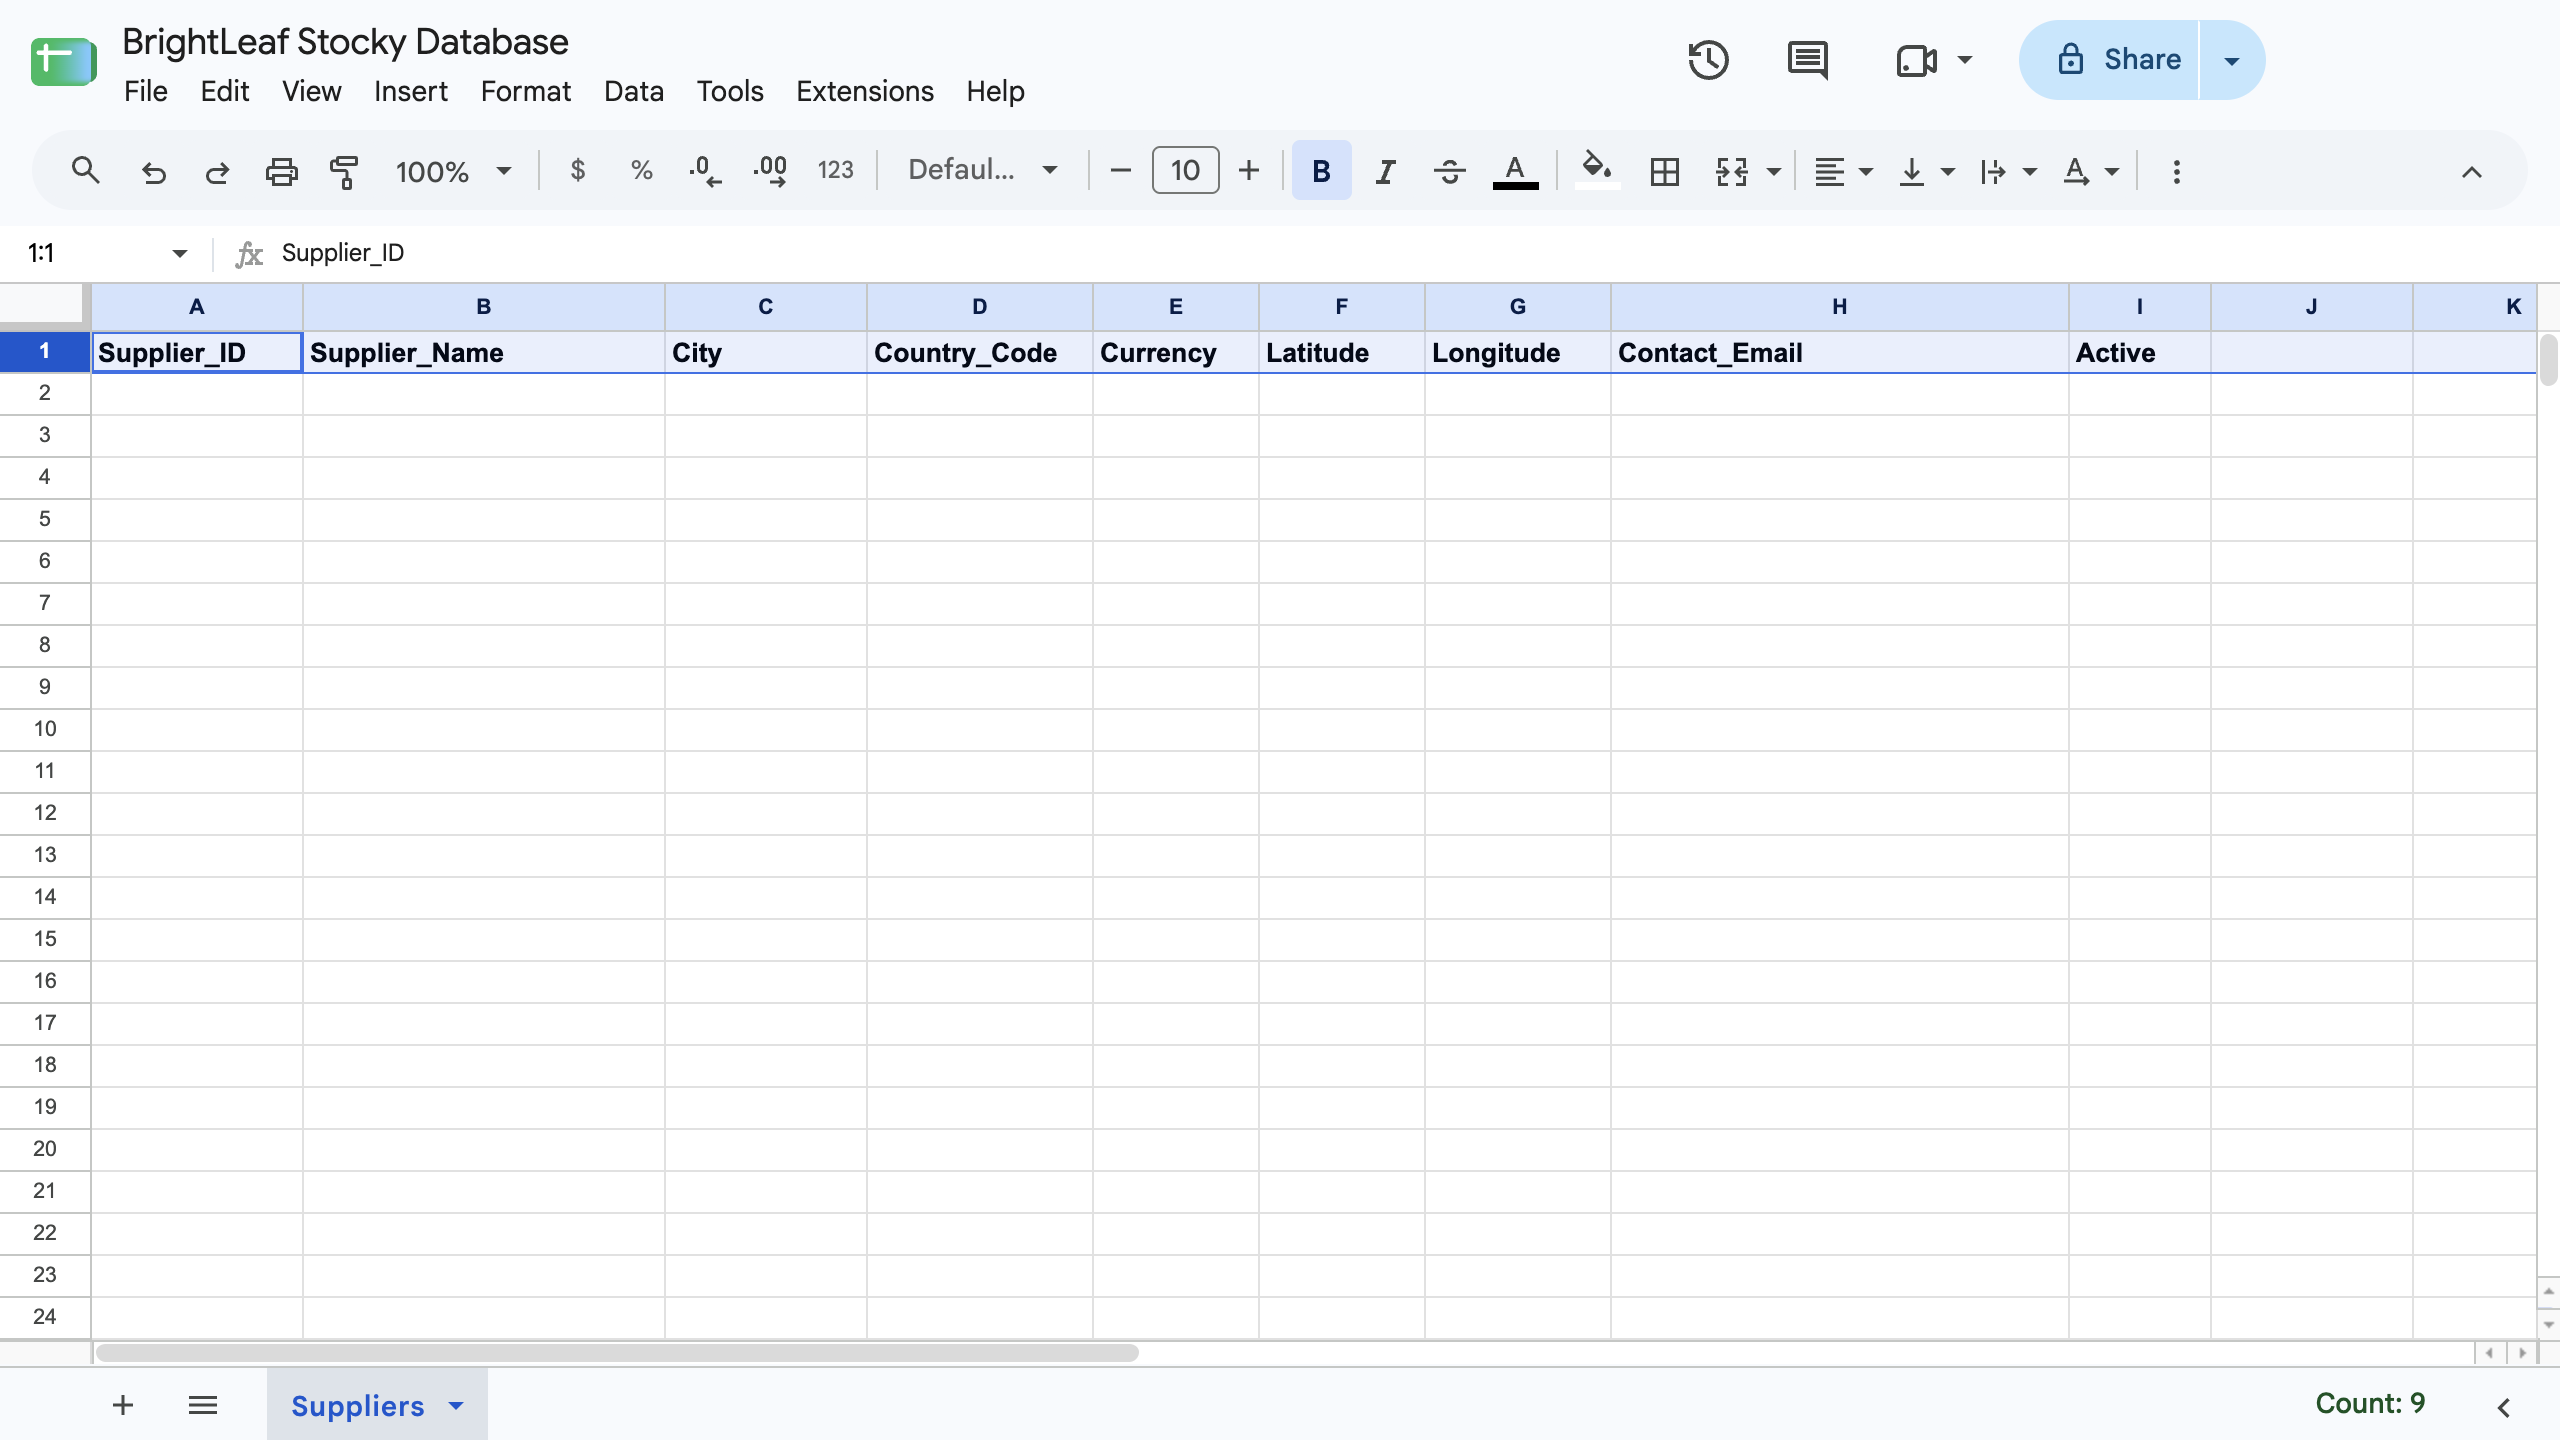 BrightLeaf Stocky Database
File Edit View Insert Format Data Tools Extensions Help
Share
100% $ % .0 .00 123 Defaul... 10 B I S A A
1:1 fx Supplier_ID
A B C D E F G H I J K
1 Supplier_ID Supplier_Name City Country_Code Currency Latitude Longitude Contact_Email Active
2
3
4
5
6
7
8
9
10
11
12
13
14
15
16
17
18
19
20
21
22
23
24
Suppliers Count: 9